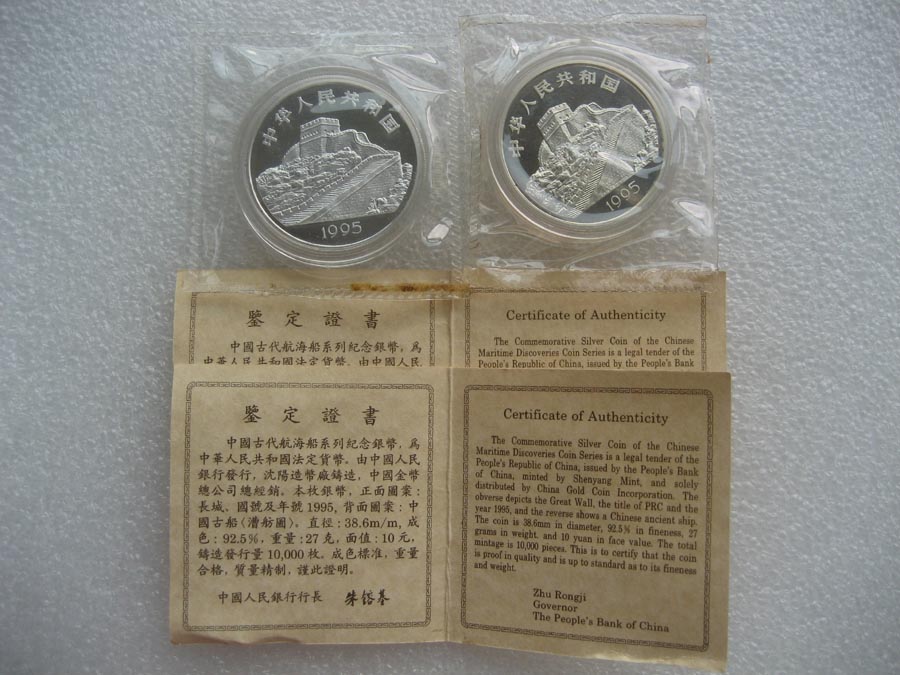 中华人民共和国
1995
中华人民共和国
1995
鑒定證書
中國古代航海船系列紀念銀幣，爲
中華人民共和國法定貨幣。由中國人民
Certificate of Authenticity
The Commemorative Silver Coin of the Chinese
Maritime Discoveries Coin Series is a legal tender of the
People's Republic of China, issued by the People's Bank
鑒定證書
中國古代航海船系列紀念銀幣，爲
中華人民共和國法定貨幣。由中國人民
銀行發行，沈陽造幣廠鑄造，中國金幣
總公司總經銷。本枚銀幣，正面圖案：
長城、國號及年號1995，背面圖案：中
國古船（漕舫圖）。直徑：38.6m/m，成
色：92.5%，重量：27克，面值：10元，
鑄造發行量10,000枚。成色標准，重量
合格，質量精制，謹此證明。
中國人民銀行行長 朱镕基
Certificate of Authenticity
The Commemorative Silver Coin of the Chinese
Maritime Discoveries Coin Series is a legal tender of the
People's Republic of China, issued by the People's Bank
of China, minted by Shenyang Mint, and solely
distributed by China Gold Coin Incorporation. The
obverse depicts the Great Wall, the title of PRC and the
year 1995, and the reverse shows a Chinese ancient ship.
The coin is 38.6mm in diameter, 92.5% in fineness, 27
grams in weight, and 10 yuan in face value. The total
mintage is 10,000 pieces. This is to certify that the coin
is proof in quality and is up to standard as to its fineness
and weight.
Zhu Rongji
Governor
The People's Bank of China